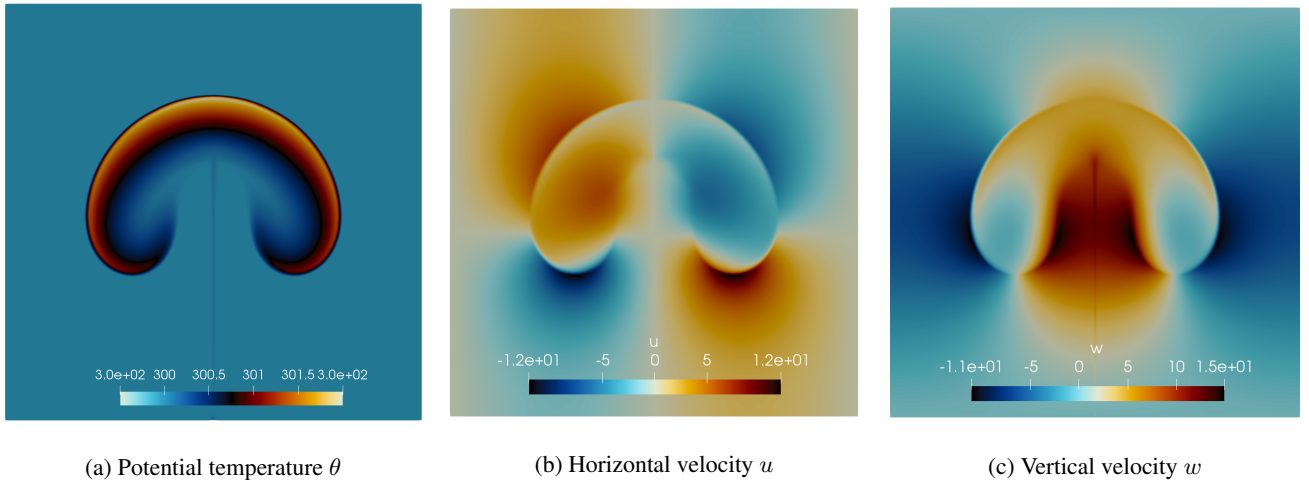 3.0e+02 300 300.5 301 301.5 3.0e+02
u
-1.2e+01 -5 0 5 1.2e+01
w
-1.1e+01 -5 0 5 10 1.5e+01
(a) Potential temperature θ
(b) Horizontal velocity u
(c) Vertical velocity w